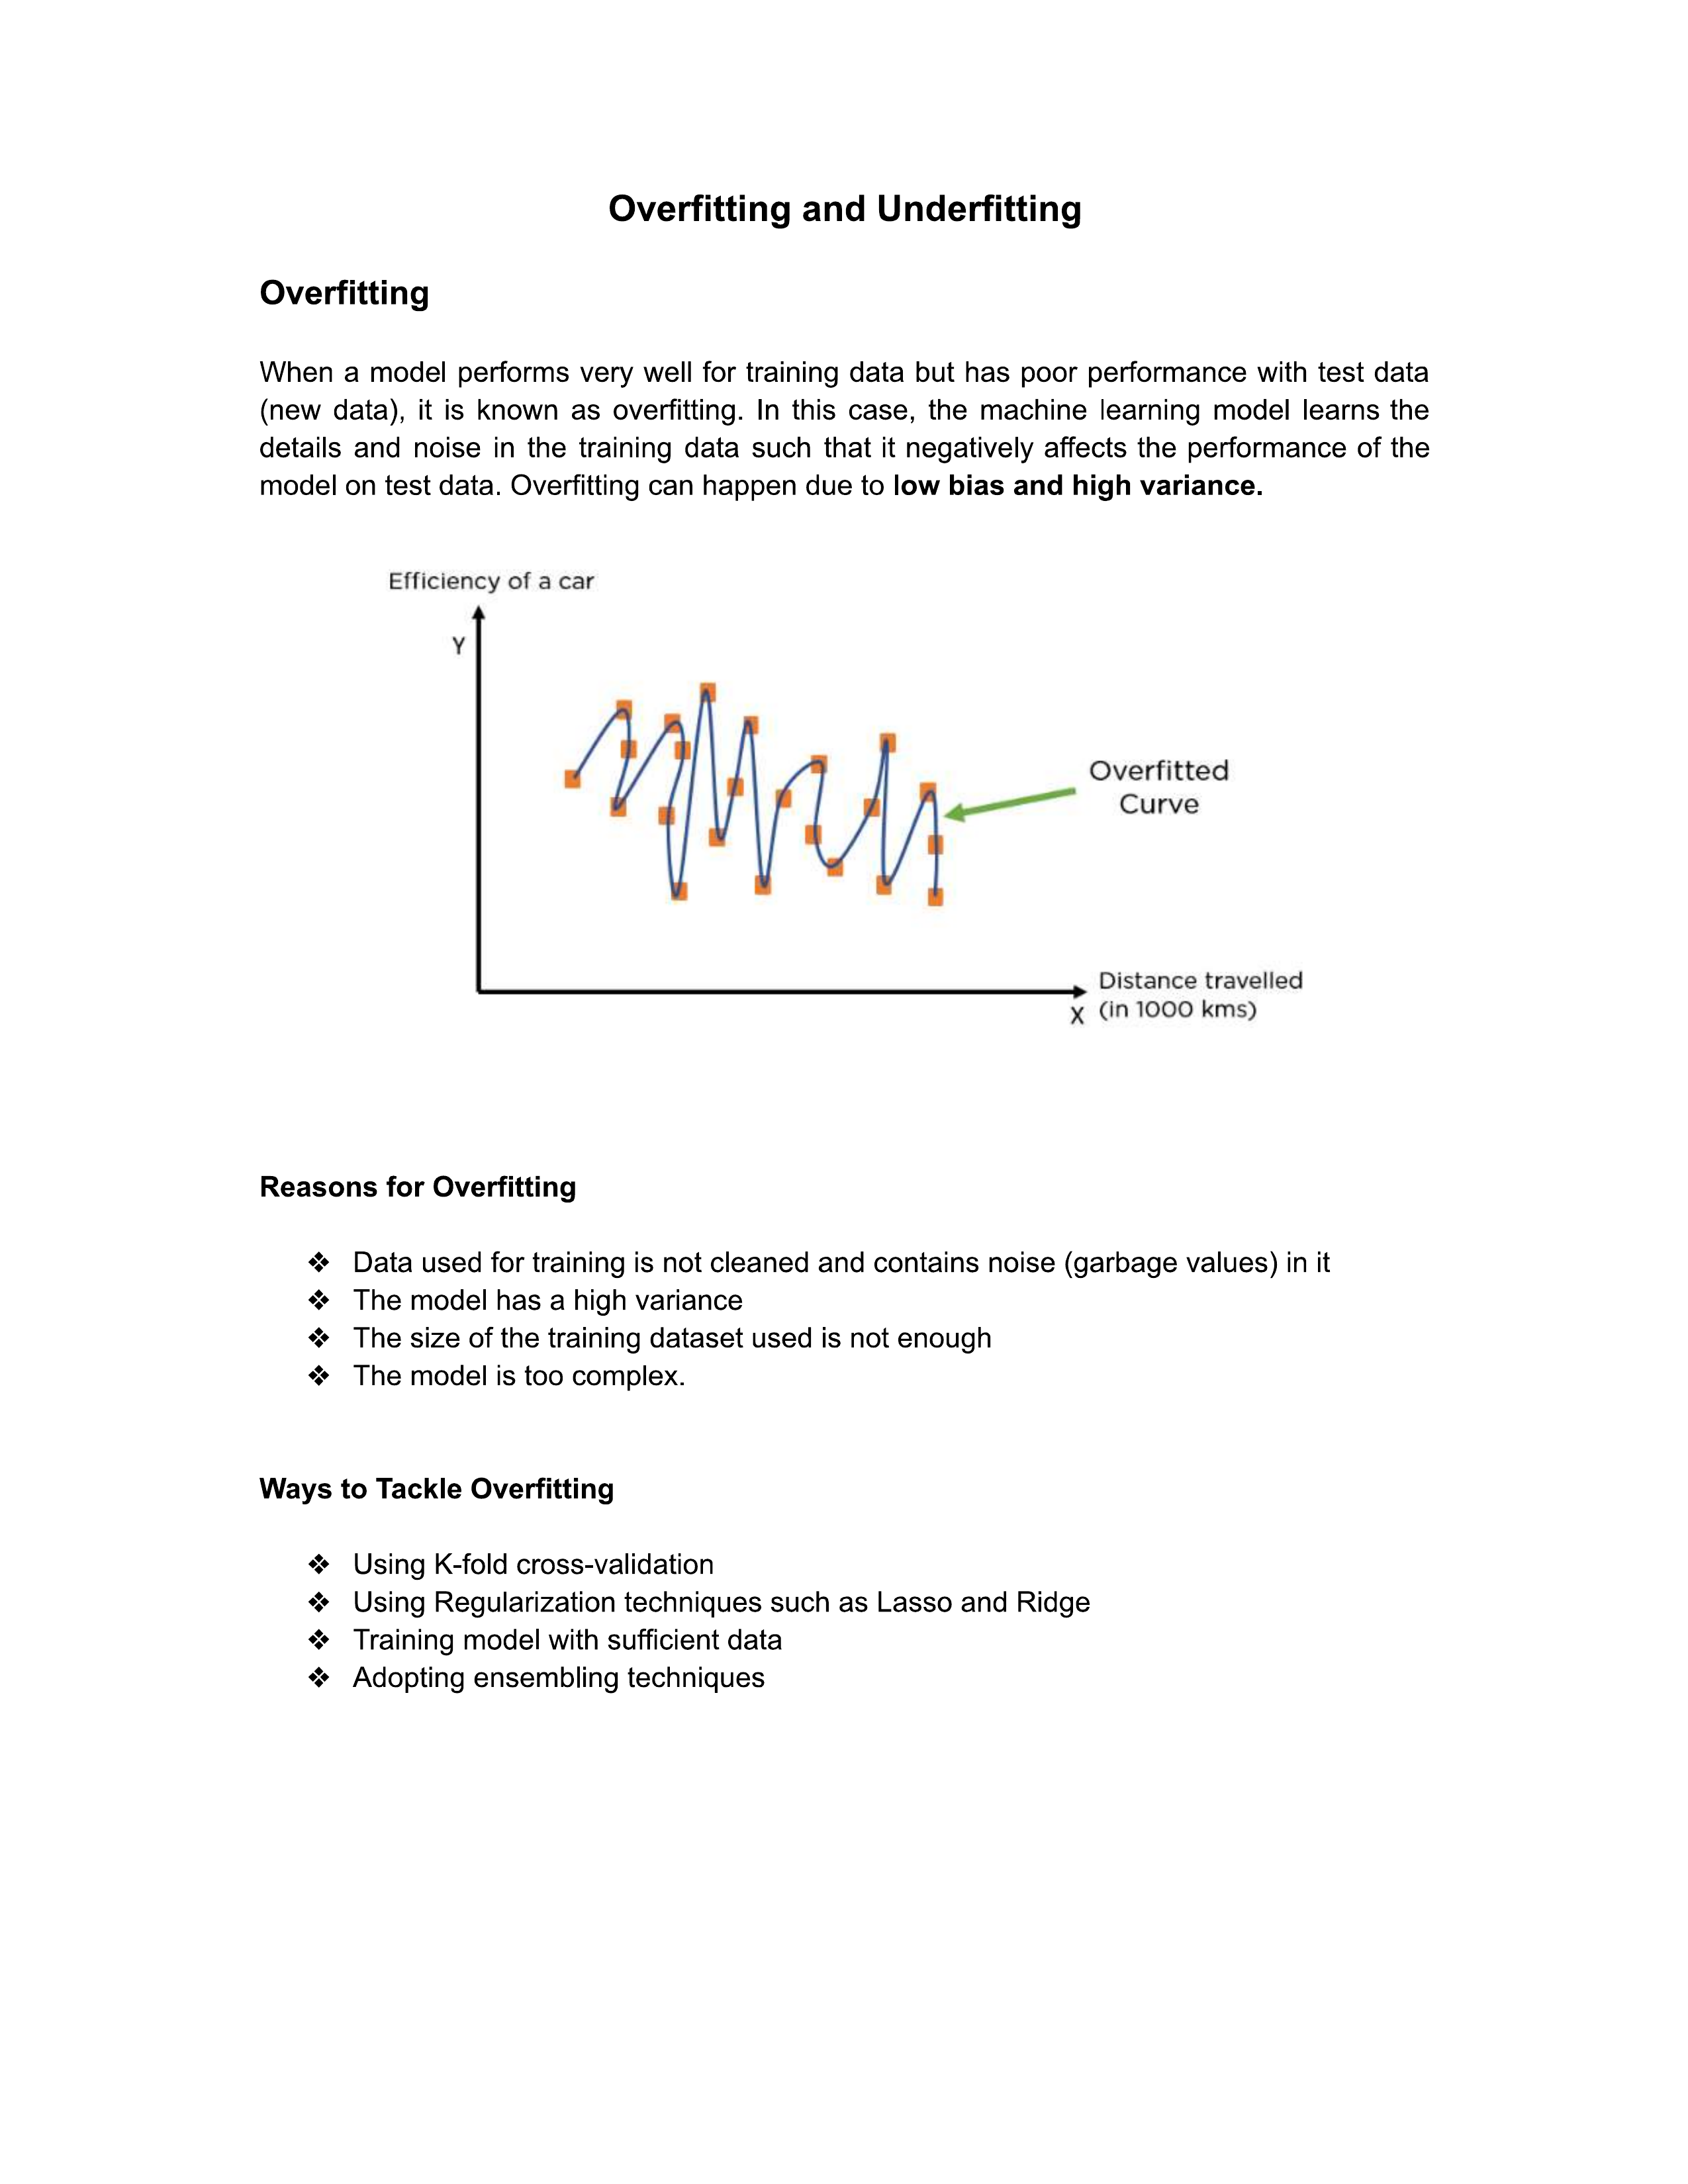 Overfitting and Underfitting
Overfitting
When a model performs very well for training data but has poor performance with test data
(new data), it is known as overfitting. In this case, the machine learning model learns the
details and noise in the training data such that it negatively affects the performance of the
model on test data. Overfitting can happen due to low bias and high variance.
Efficiency of a car
Y
Overfitted
Curve
Distance travelled
X (in 1000 kms)
Reasons for Overfitting
❖ Data used for training is not cleaned and contains noise (garbage values) in it
❖ The model has a high variance
❖ The size of the training dataset used is not enough
❖ The model is too complex.
Ways to Tackle Overfitting
❖ Using K-fold cross-validation
❖ Using Regularization techniques such as Lasso and Ridge
❖ Training model with sufficient data
❖ Adopting ensembling techniques